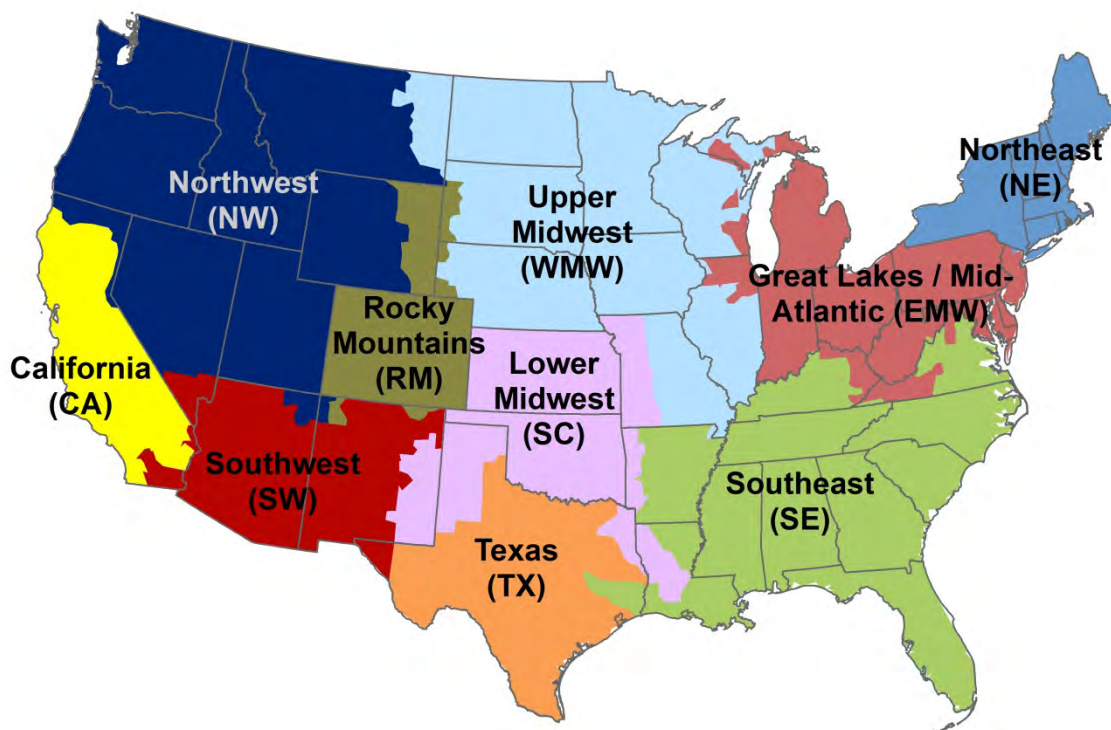 Northeast
(NE)
Northwest
(NW)
Upper
Midwest
(WMW)
Great Lakes / Mid-
Atlantic (EMW)
Rocky
Mountains
(RM)
California
(CA)
Lower
Midwest
(SC)
Southwest
(SW)
Southeast
(SE)
Texas
(TX)